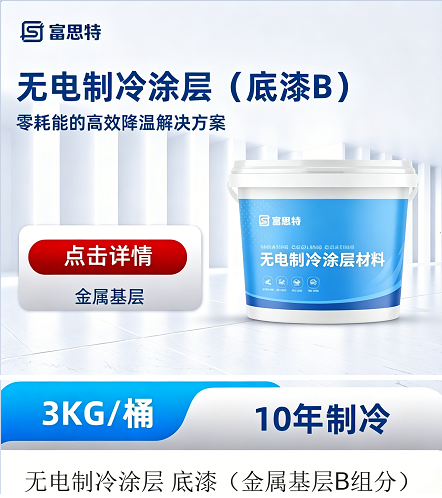 富思特
无电制冷涂层（底漆B）
零耗能的高效降温解决方案
富思特
无电制冷涂层材料
点击详情
金属基层
3KG/桶
10年制冷
无电制冷涂层 底漆（金属基层B组分）